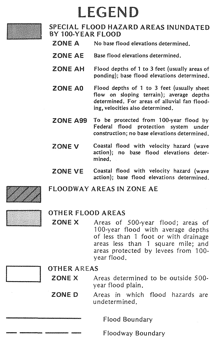 LEGEND
SPECIAL FLOOD HAZARD AREAS INUNDATED
BY 100-YEAR FLOOD
ZONE A No base flood elevations determined.
ZONE AE Base flood elevations determined.
ZONE AH Flood depths of 1 to 3 feet (usually areas of
ponding); base flood elevations determined.
ZONE A0 Flood depths of 1 to 3 feet (usually sheet
flow on sloping terrain); average depths
determined. For areas of alluvial fan flood-
ing, velocities also determined.
ZONE A99 To be protected from 100-year flood by
Federal flood protection system under
construction; no base elevations determined.
ZONE V Coastal flood with velocity hazard (wave
action); no base flood elevations deter-
mined.
ZONE VE Coastal flood with velocity hazard (wave
action); base flood elevations determined.
FLOODWAY AREAS IN ZONE AE
OTHER FLOOD AREAS
ZONE X Areas of 500-year flood; areas of
100-year flood with average depths
of less than 1 foot or with drainage
areas less than 1 square mile; and
areas protected by levees from 100-
year flood.
OTHER AREAS
ZONE X Areas determined to be outside 500-
year flood plain.
ZONE D Areas in which flood hazards are
undetermined.
Flood Boundary
Floodway Boundary